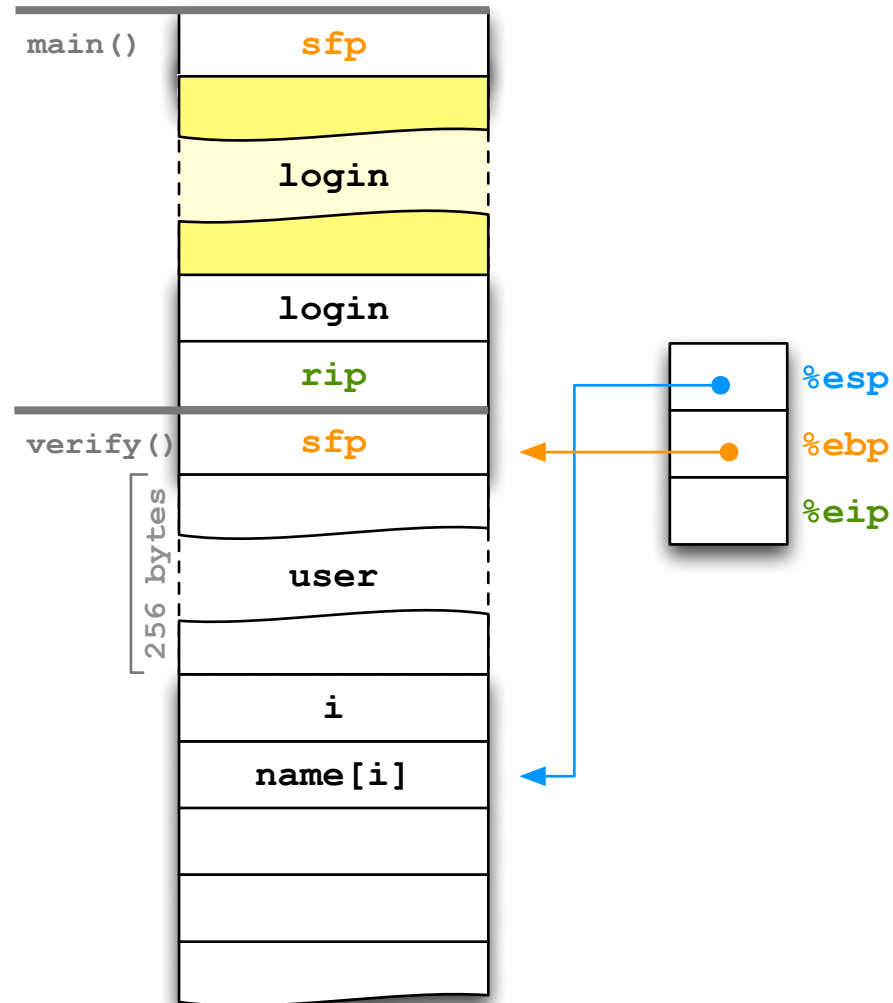 main()
sfp
login
login
rip
%esp
verify()
sfp
%ebp
%eip
256 bytes
user
i
name[i]